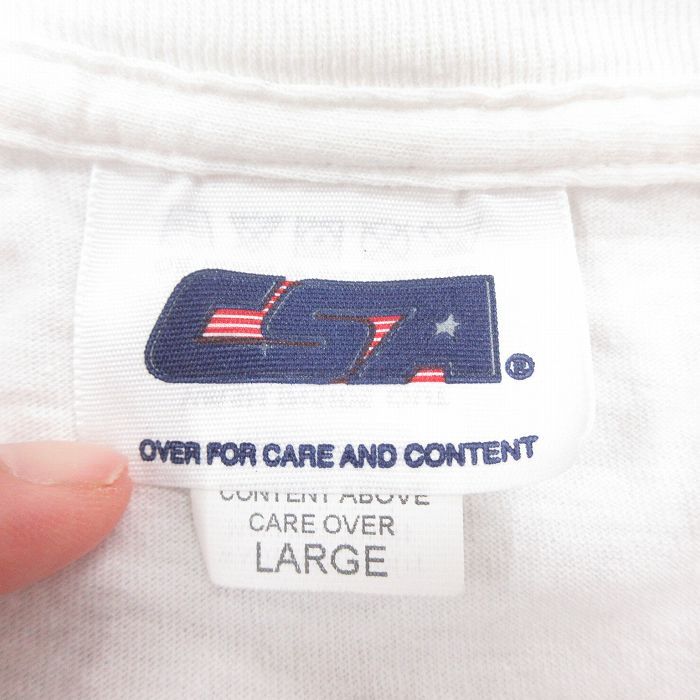 CSA®
OVER FOR CARE AND CONTENT
CONTENT ABOVE
CARE OVER
LARGE